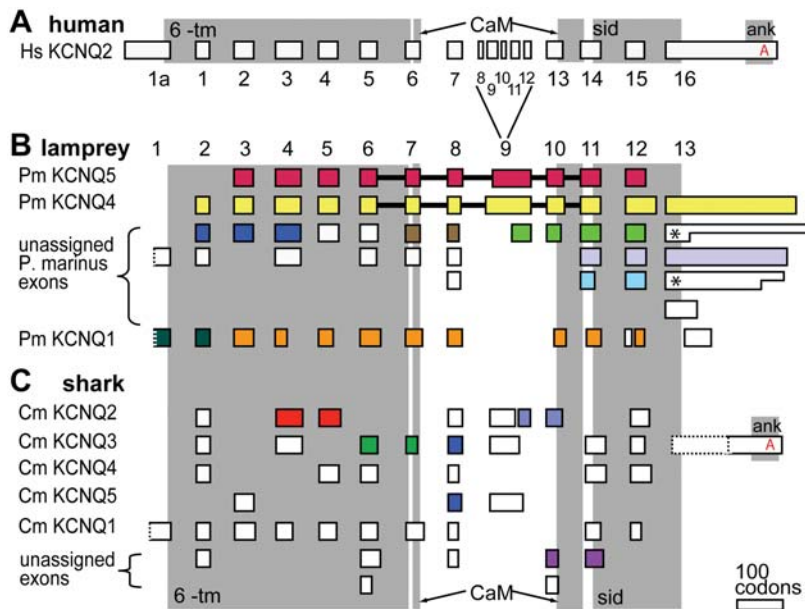 A human 6 -tm CaM sid ank
Hs KCNQ2 A
1a 1 2 3 4 5 6 7 8 9 10 11 12 13 14 15 16
B lamprey
1 2 3 4 5 6 7 8 9 10 11 12 13
Pm KCNQ5
Pm KCNQ4
unassigned
P. marinus
exons
*
*
Pm KCNQ1
C shark
Cm KCNQ2
Cm KCNQ3 ank A
Cm KCNQ4
Cm KCNQ5
Cm KCNQ1
unassigned
exons
6 -tm CaM sid
100
codons